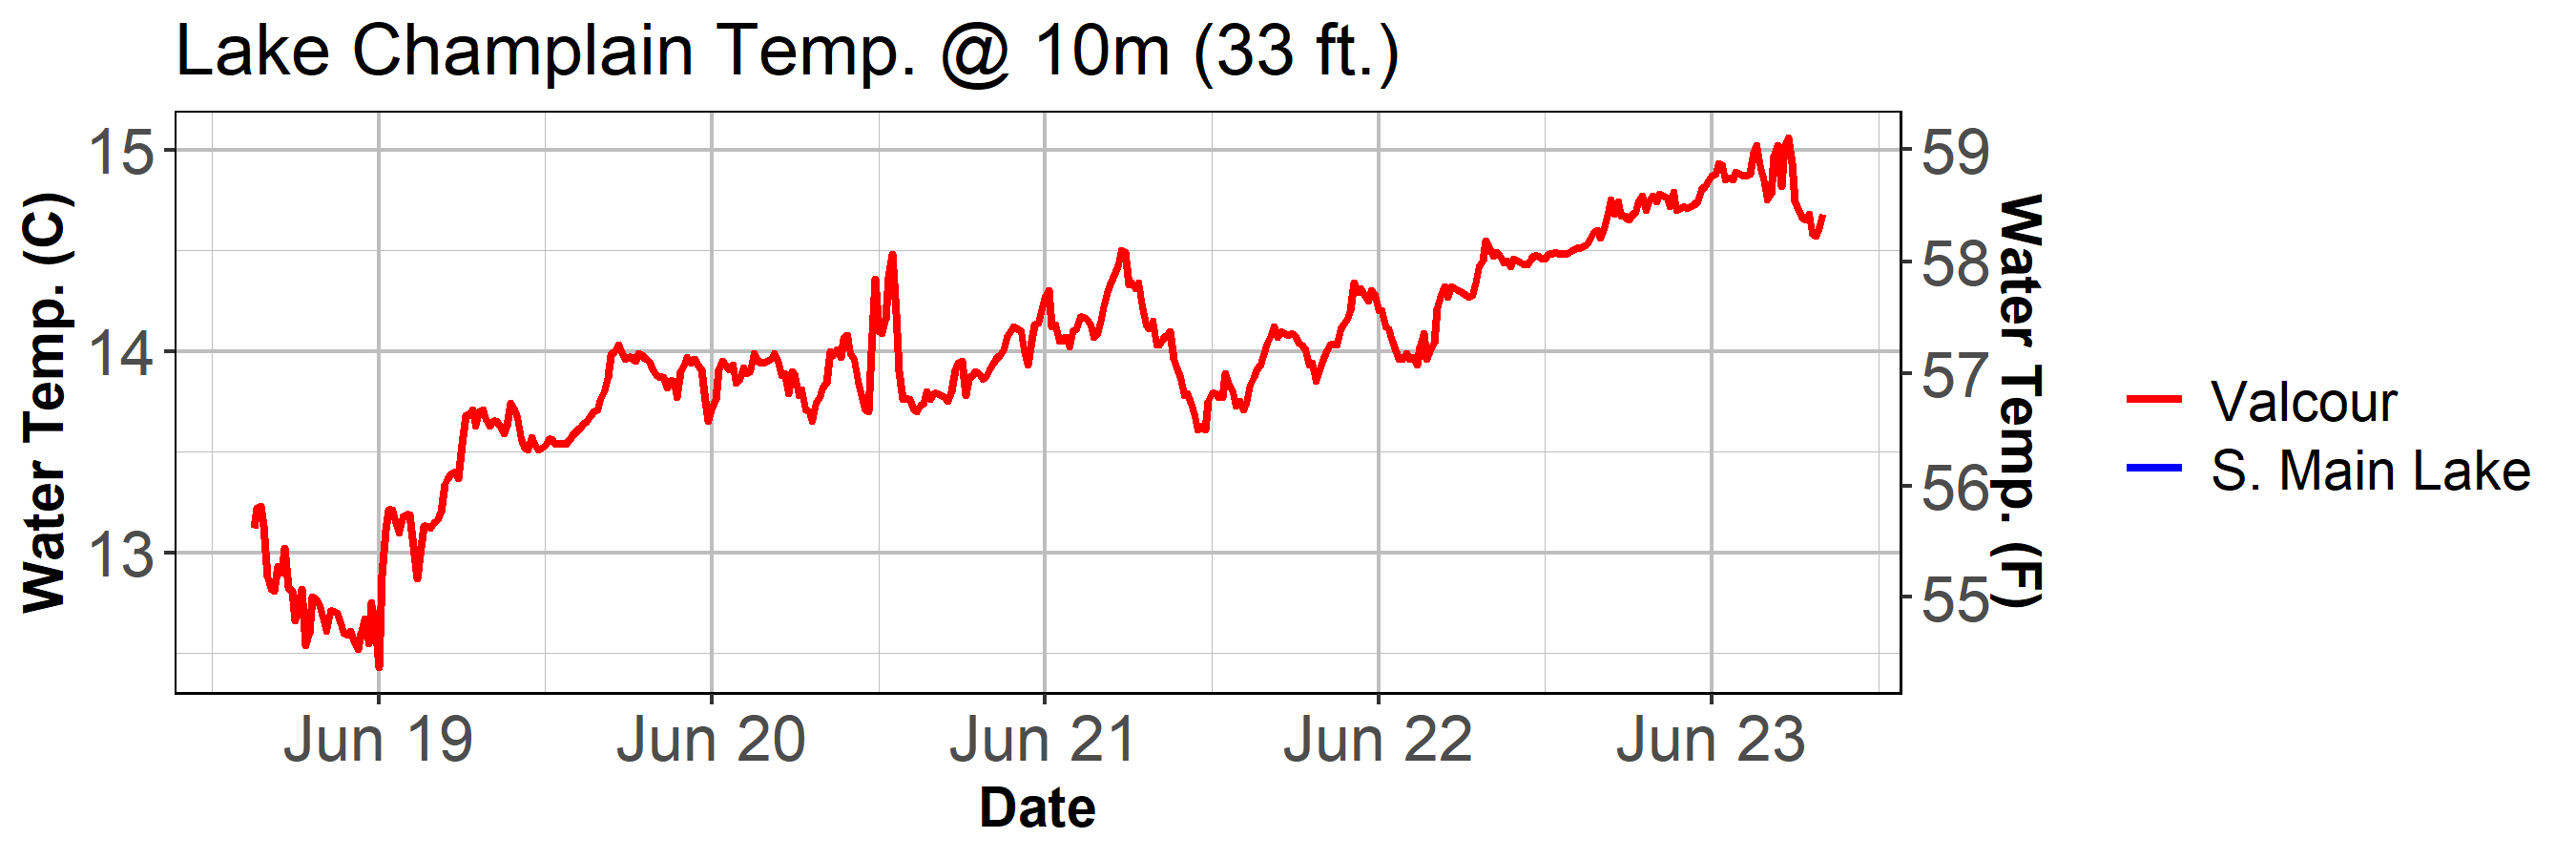 Lake Champlain Temp. @ 10m (33 ft.)
Water Temp. (C)
15
14
13
59
58
57
56
55
Water Temp. (F)
Jun 19
Jun 20
Jun 21
Jun 22
Jun 23
Date
Valcour
S. Main Lake